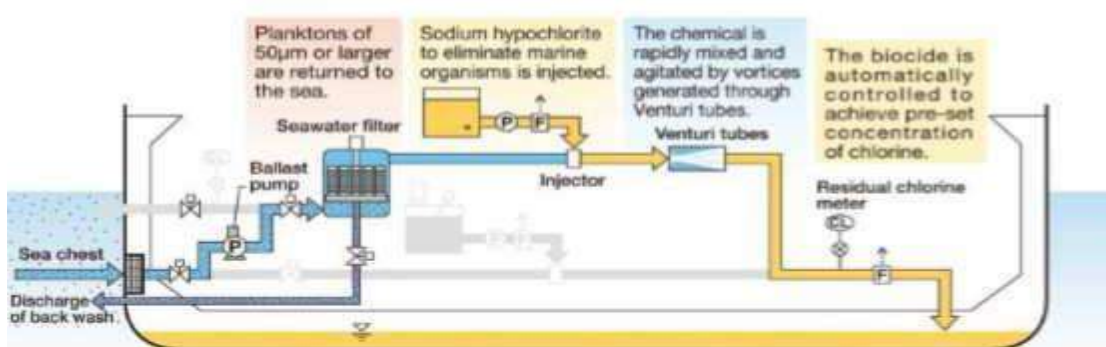 Planktons of
50μm or larger
are returned to
the sea.
Seawater filter
Sodium hypochlorite
to eliminate marine
organisms is injected.
The chemical is
rapidly mixed and
agitated by vortices
generated through
Venturi tubes.
Venturi tubes
The biocide is
automatically
controlled to
achieve pre-set
concentration
of chlorine.
P
F
Ballast
pump
Injector
Residual chlorine
meter
CL
P
Sea chest
F
Discharge
of back wash